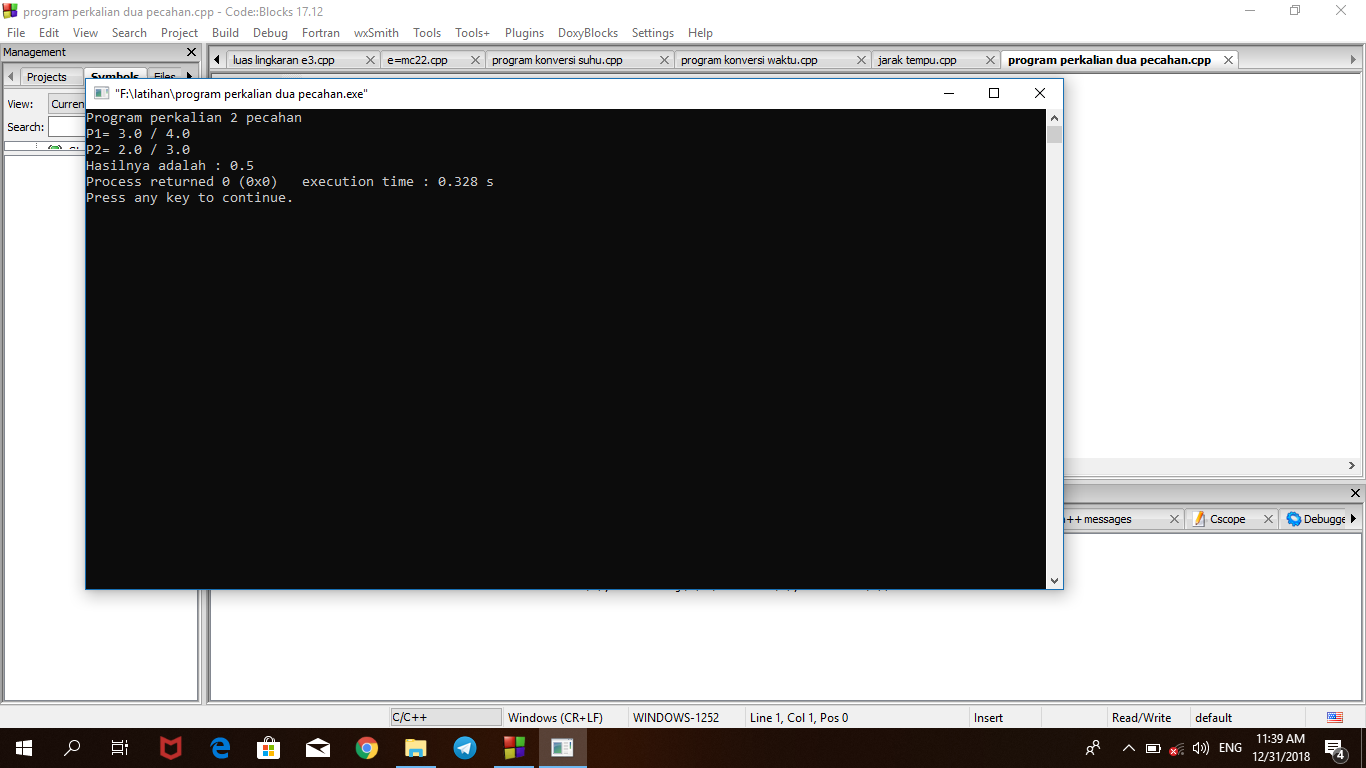 program perkalian dua pecahan.cpp - Code::Blocks 17.12
File Edit View Search Project Build Debug Fortran wxSmith Tools Tools+ Plugins DoxyBlocks Settings Help
Management
Projects Symbols Files
luas lingkaran e3.cpp e=mc22.cpp program konversi suhu.cpp program konversi waktu.cpp jarak tempu.cpp program perkalian dua pecahan.cpp
View: Curren
Search:
"F:\latihan\program perkalian dua pecahan.exe"
Program perkalian 2 pecahan
P1= 3.0 / 4.0
P2= 2.0 / 3.0
Hasilnya adalah : 0.5
Process returned 0 (0x0)   execution time : 0.328 s
Press any key to continue.
++ messages Cscope Debugge
C/C++ Windows (CR+LF) WINDOWS-1252 Line 1, Col 1, Pos 0 Insert Read/Write default
ENG
11:39 AM
12/31/2018
4